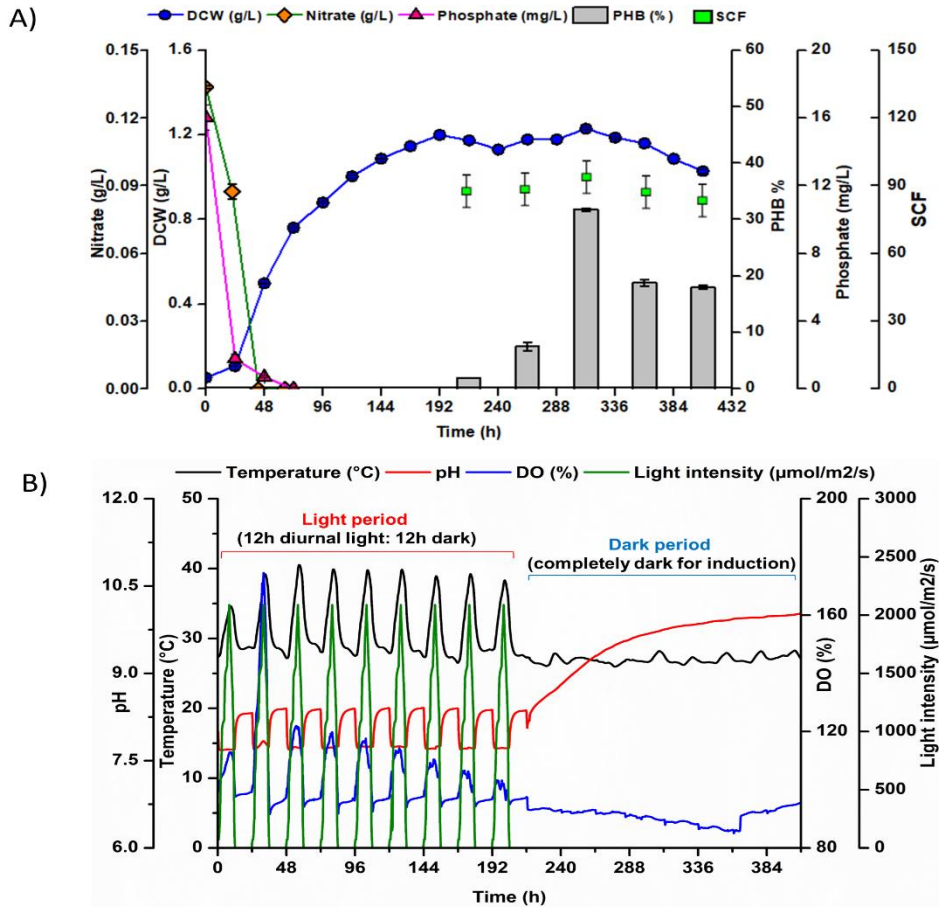 A)
DCW (g/L) Nitrate (g/L) Phosphate (mg/L) PHB (%) SCF
0.15 1.6 60 20 150
0.12 1.2 50 16 120
0.09 0.8 40 12 90
0.06 0.4 30 8 60
0.03 0.0 20 4 30
0.00 10 0 0
0
Nitrate (g/L)
DCW (g/L)
PHB %
Phosphate (mg/L)
SCF
0 48 96 144 192 240 288 336 384 432
Time (h)
B)
Temperature (°C) pH DO (%) Light intensity (µmol/m2/s)
Light period
(12h diurnal light: 12h dark)
Dark period
(completely dark for induction)
12.0 50 200 3000
10.5 40 160 2500
9.0 30 120 2000
7.5 20 80 1500
6.0 10 1000
0 500
0
pH
Temperature (°C)
DO (%)
Light intensity (µmol/m2/s)
0 48 96 144 192 240 288 336 384
Time (h)